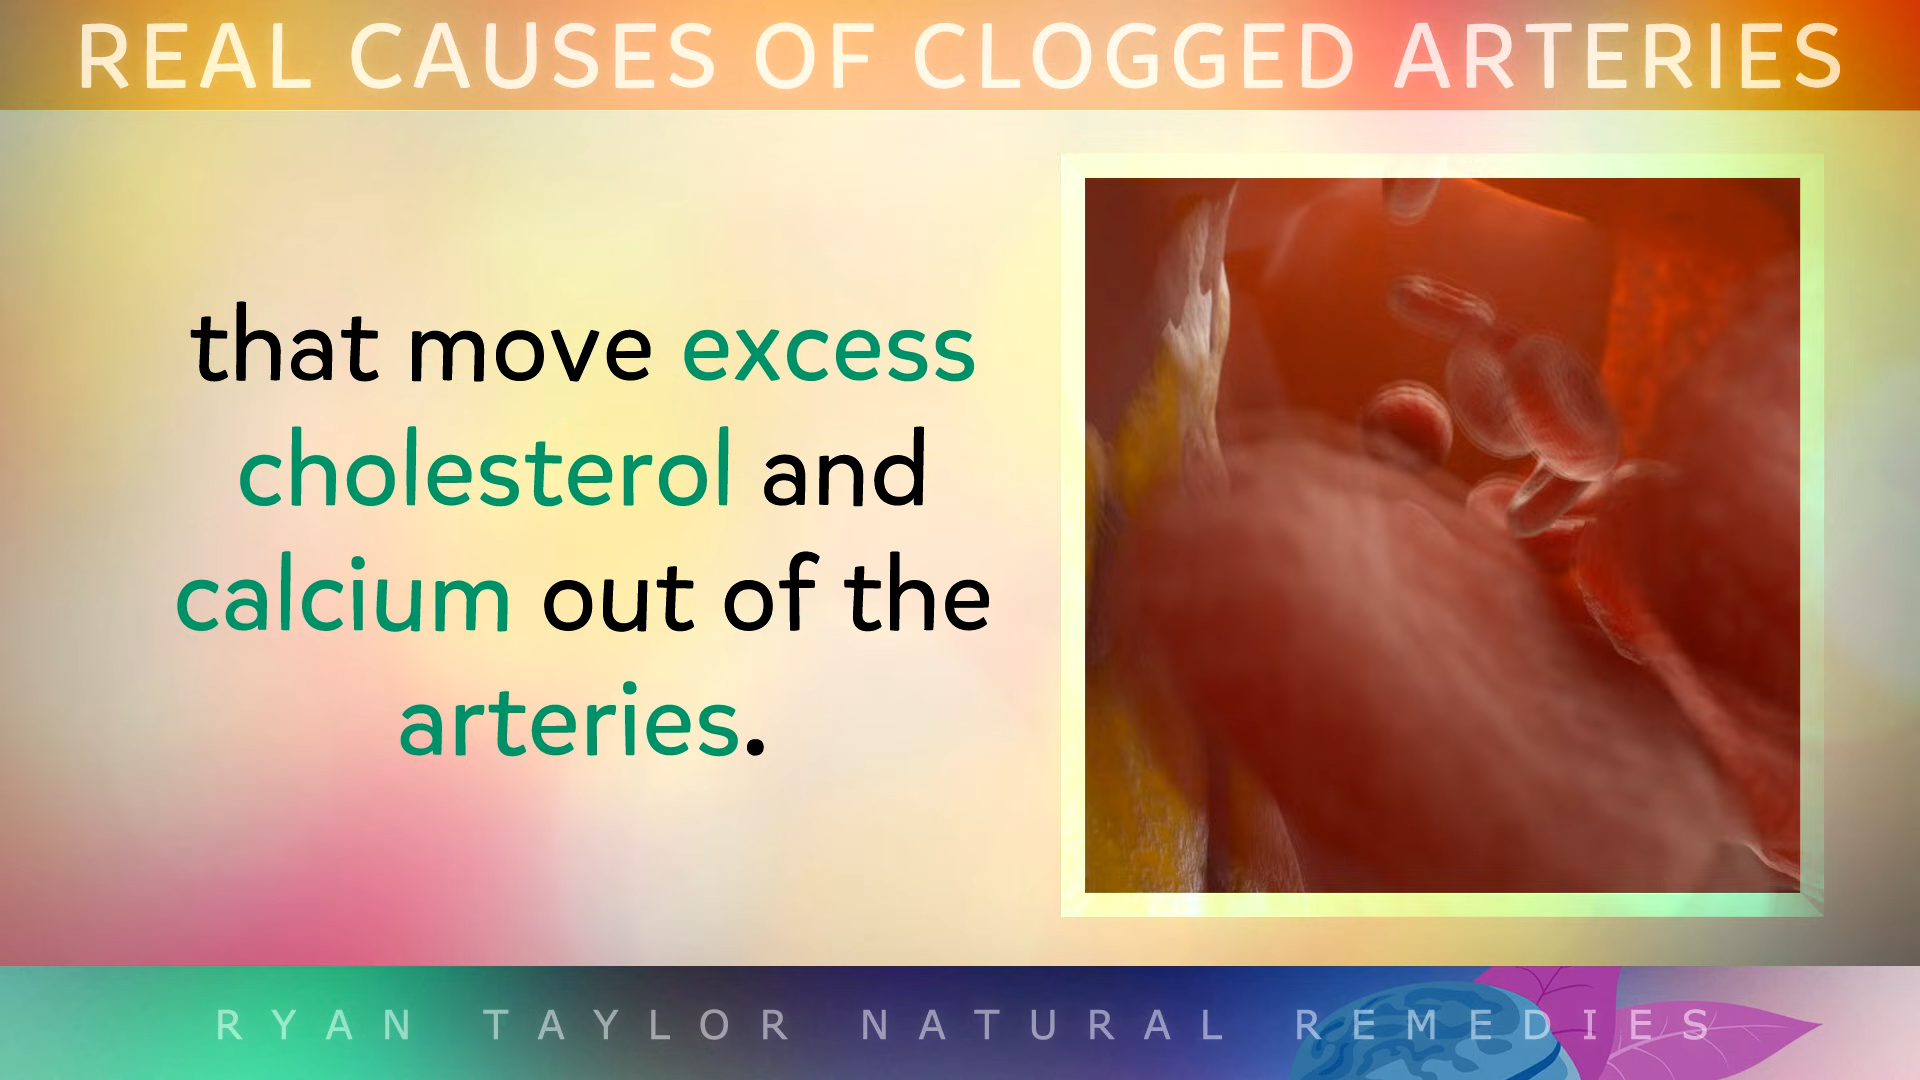 REAL CAUSES OF CLOGGED ARTERIES
that move excess
cholesterol and
calcium out of the
arteries.
RYAN TAYLOR NATURAL REMEDIES